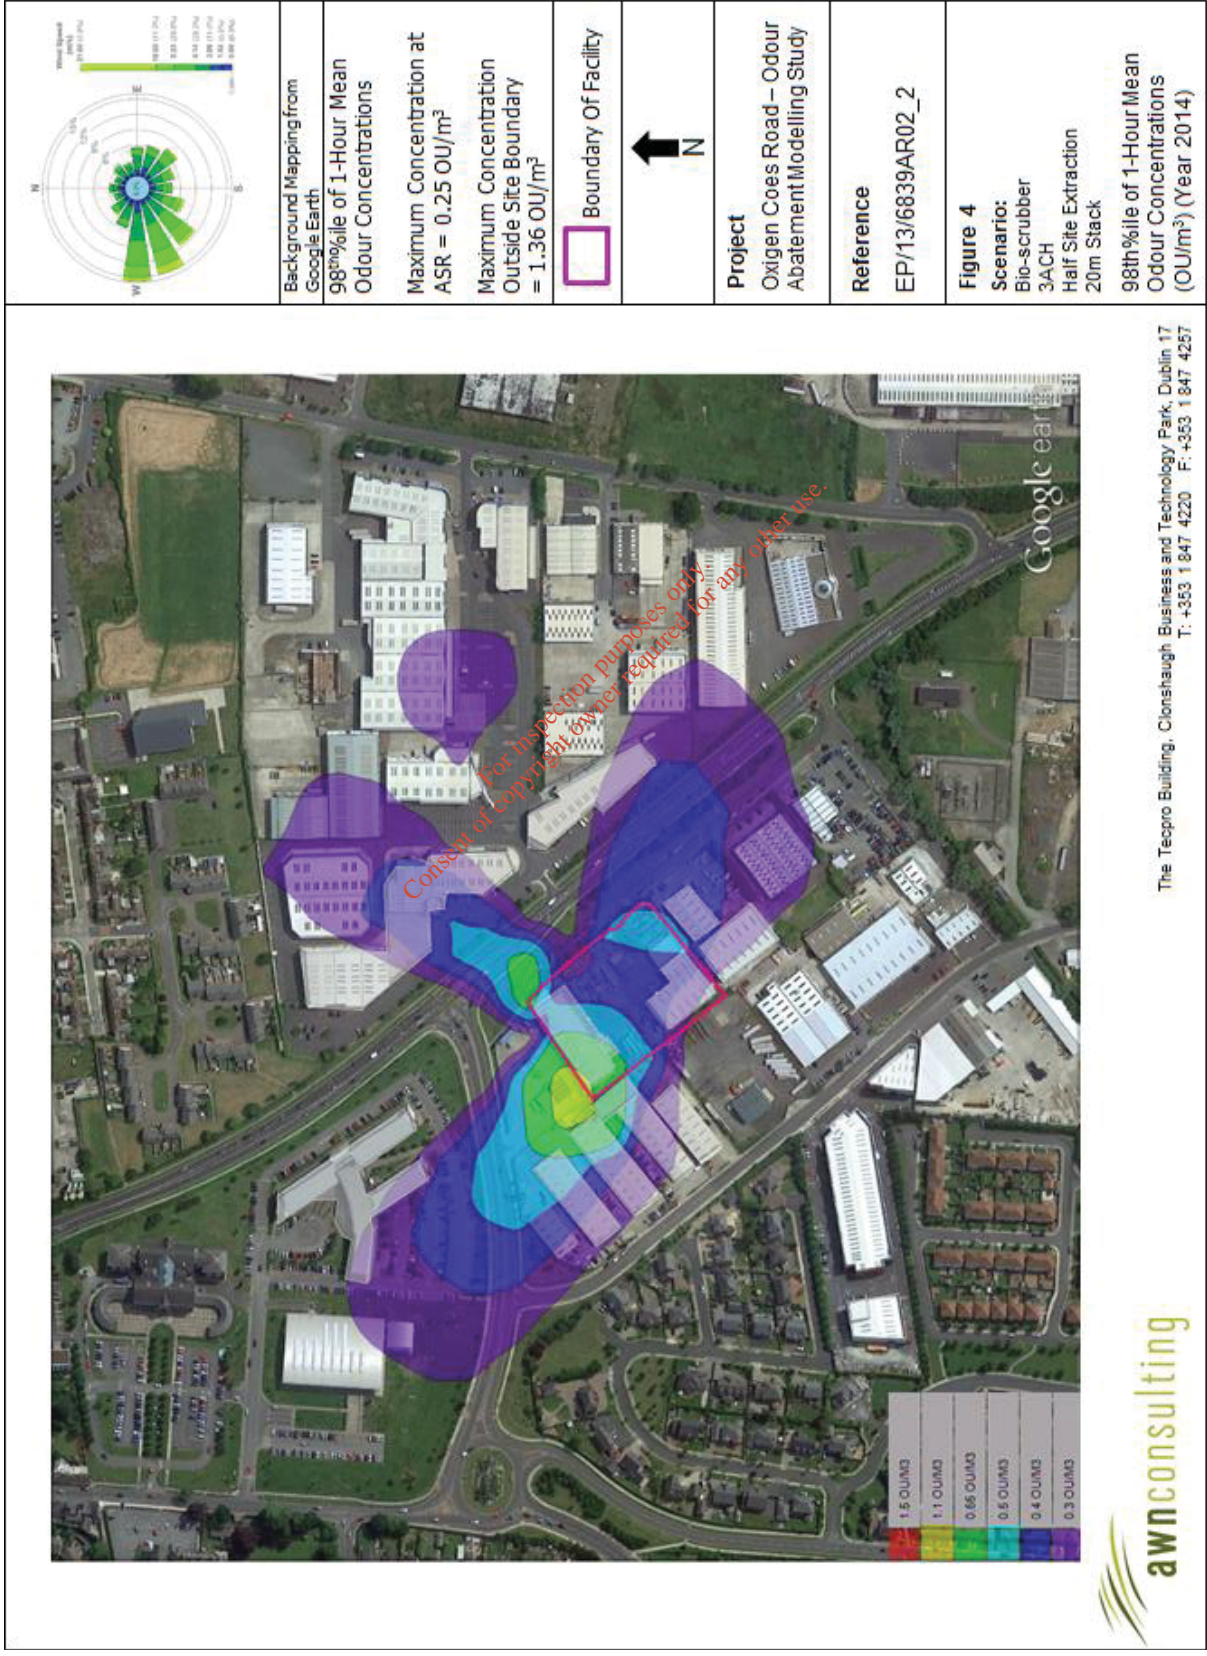 Wind Speed
(m/s)
N
E
S
W
Background Mapping from
Google Earth
98th%ile of 1-Hour Mean
Odour Concentrations
Maximum Concentration at
ASR = 0.25 OU/m³
Maximum Concentration
Outside Site Boundary
= 1.36 OU/m³
Boundary Of Facility
N
Project
Oxigen Coes Road – Odour
Abatement Modelling Study
Reference
EP/13/6839AR02_2
Figure 4
Scenario:
Bio-scrubber
3ACH
Half Site Extraction
20m Stack
98th%ile of 1-Hour Mean
Odour Concentrations
(OU/m³) (Year 2014)
For inspection purposes only.
Consent of copyright owner required for any other use.
Google earth
1.5 OU/M3
1.1 OU/M3
0.65 OU/M3
0.5 OU/M3
0.4 OU/M3
0.3 OU/M3
awnconsulting
The Tecpro Building, Clonshaugh Business and Technology Park, Dublin 17
T: +353 1 847 4220 F: +353 1 847 4257